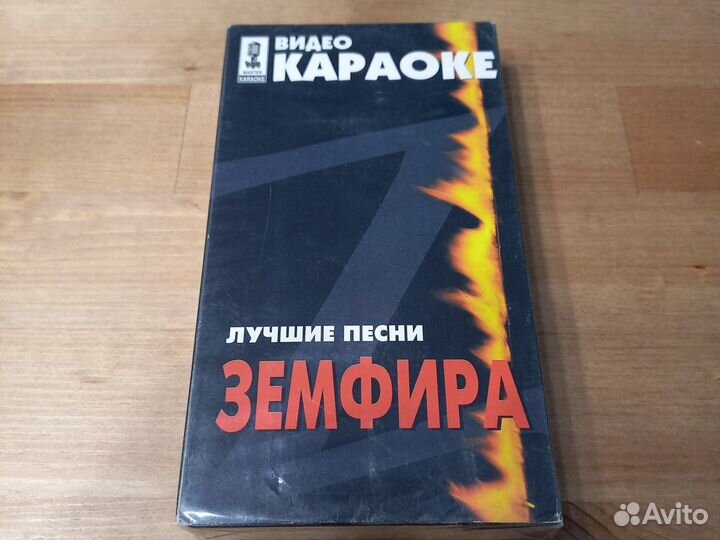 ВИДЕО
КАРАОКЕ
MASTER
KARAOKE
ЛУЧШИЕ ПЕСНИ
ЗЕМФИРА
Avito